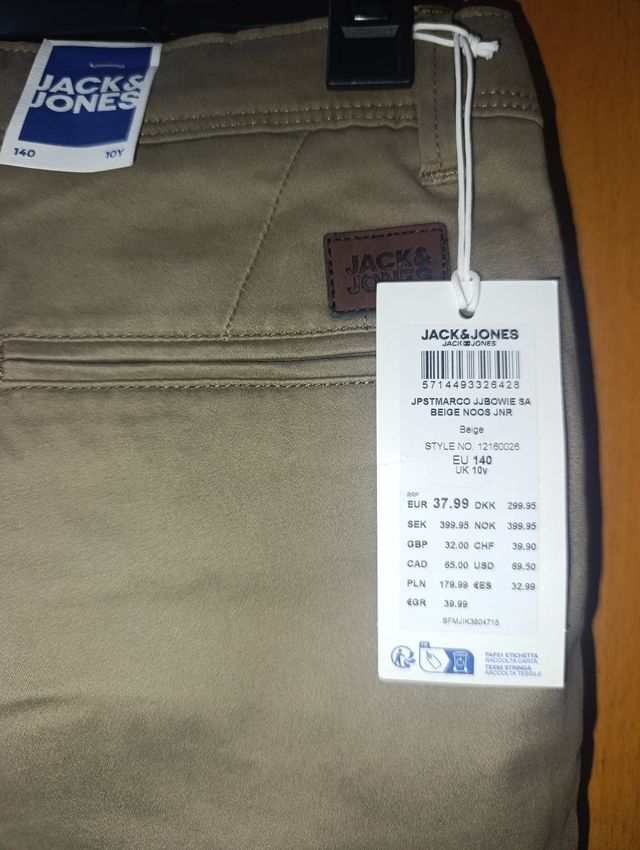 JACK&
JONES
140 10Y
JACK&
JONES
JACK&JONES
JACK&JONES
5714493326428
JPSTMARCO JJBOWIE SA
BEIGE NOOS JNR
Beige
STYLE NO. 12160026
EU 140
UK 10y
RRP
EUR 37.99 DKK 299.95
SEK 399.95 NOK 399.95
GBP 32.00 CHF 39.90
CAD 65.00 USD 69.50
PLN 179.99 €ES 32.99
€GR 39.99
SFMJIK3604715
FR
PAP21 ETICHETTA
RACCOLTA CARTA
TEX60 STRINGA
RACCOLTA TESSILE